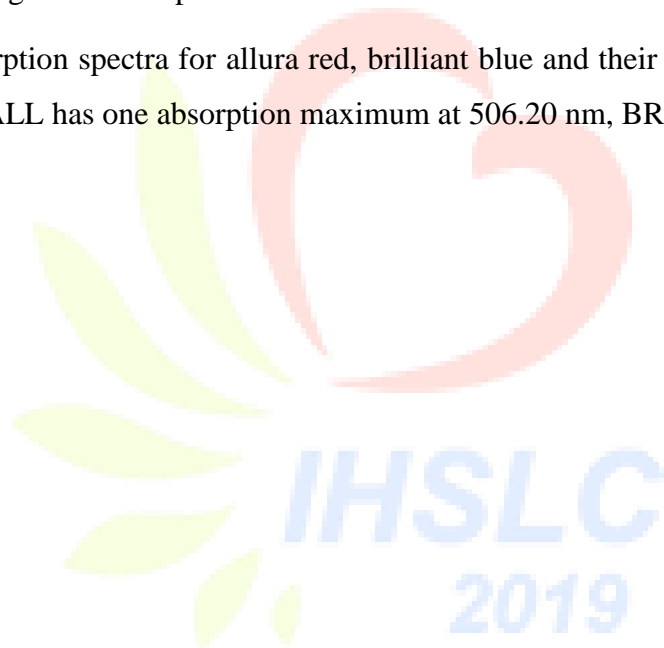 rption spectra for allura red, brilliant blue and their
ALL has one absorption maximum at 506.20 nm, BR
IHSLC
2019